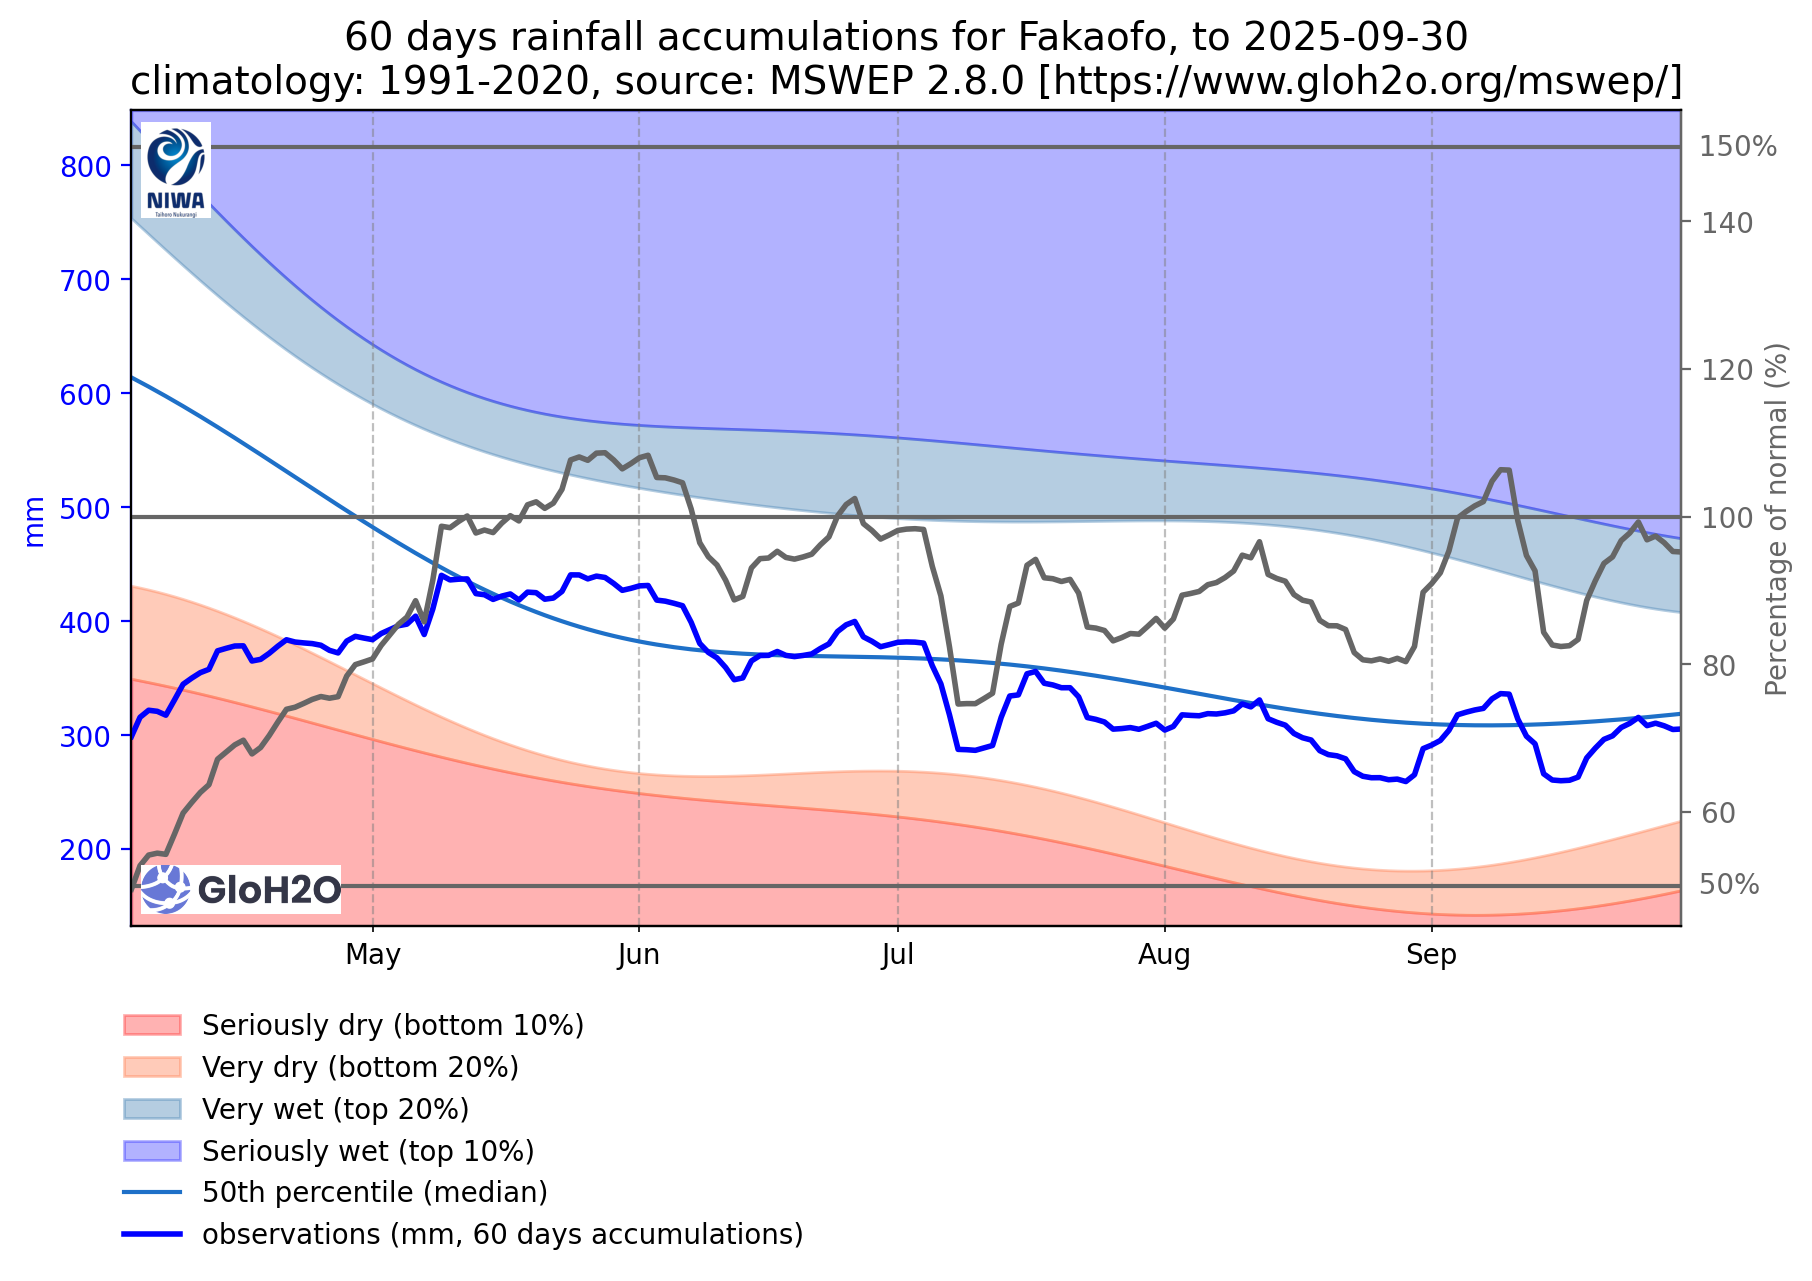 60 days rainfall accumulations for Fakaofo, to 2025-09-30
climatology: 1991-2020, source: MSWEP 2.8.0 [https://www.gloh2o.org/mswep/]
NIWA
Taihoro Nukurangi
800
700
600
500
400
300
200
mm
150%
140
120
100
80
60
50%
Percentage of normal (%)
GloH2O
May
Jun
Jul
Aug
Sep
Seriously dry (bottom 10%)
Very dry (bottom 20%)
Very wet (top 20%)
Seriously wet (top 10%)
50th percentile (median)
observations (mm, 60 days accumulations)